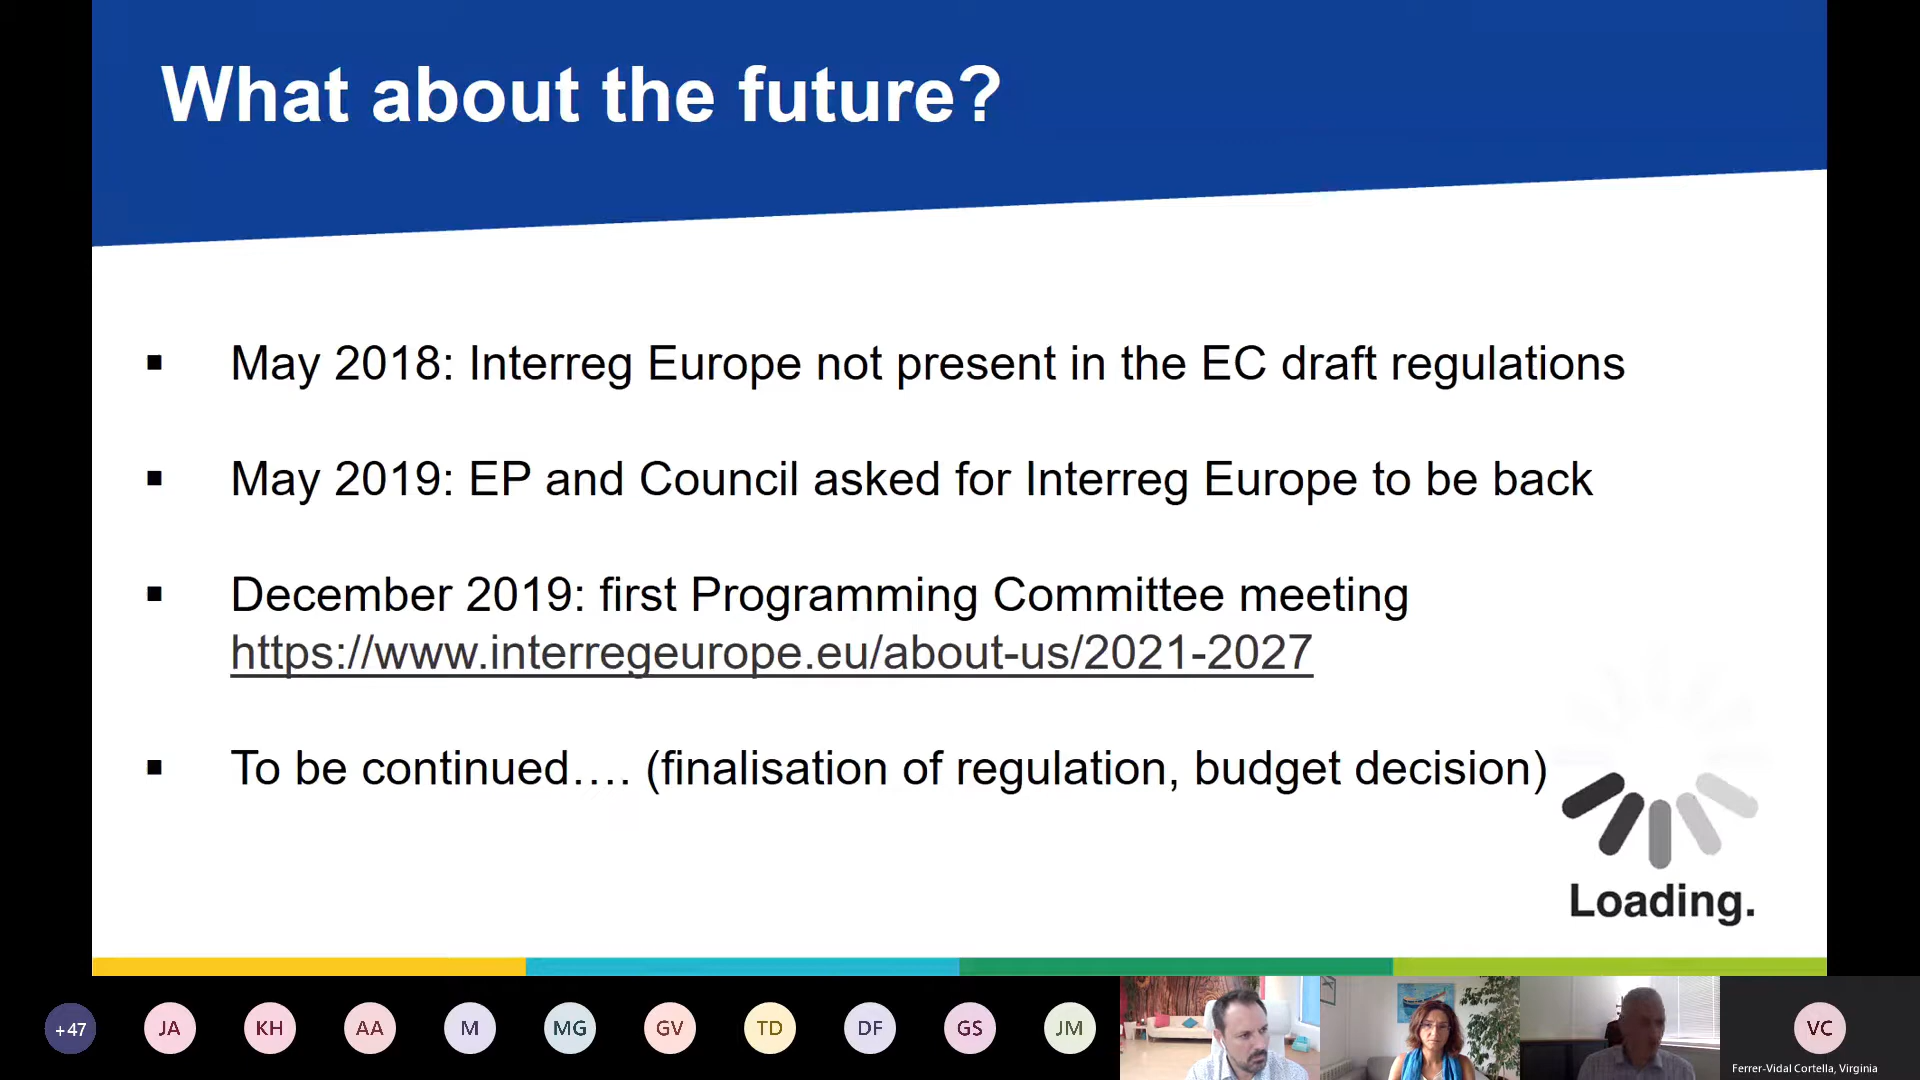 What about the future?
May 2018: Interreg Europe not present in the EC draft regulations
May 2019: EP and Council asked for Interreg Europe to be back
December 2019: first Programming Committee meeting
https://www.interregeurope.eu/about-us/2021-2027
To be continued…. (finalisation of regulation, budget decision)
Loading.
+47 JA KH AA M MG GV TD DF GS JM VC
Ferrer-Vidal Cortella, Virginia